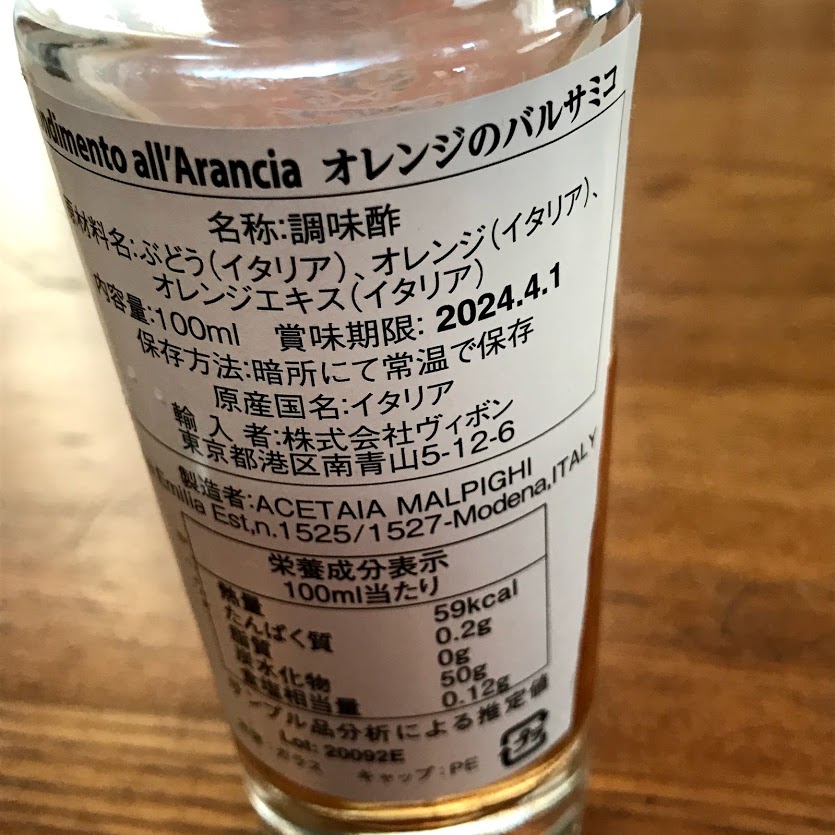 ndimento all'Arancia オレンジのバルサミコ
名称:調味酢
原材料名:ぶどう(イタリア)、オレンジ(イタリア)、
オレンジエキス(イタリア)
内容量:100ml 賞味期限: 2024.4.1
保存方法:暗所にて常温で保存
原産国名:イタリア
輸入者:株式会社ヴィボン
東京都港区南青山5-12-6
製造者:ACETAIA MALPIGHI
Emilia Est,n.1525/1527-Modena,ITALY
栄養成分表示
100ml当たり
熱量 59kcal
たんぱく質 0.2g
脂質 0g
炭水化物 50g
食塩相当量 0.12g
サンプル品分析による推定値
Lot: 20092E
ガラス キャップ:PE
プラ